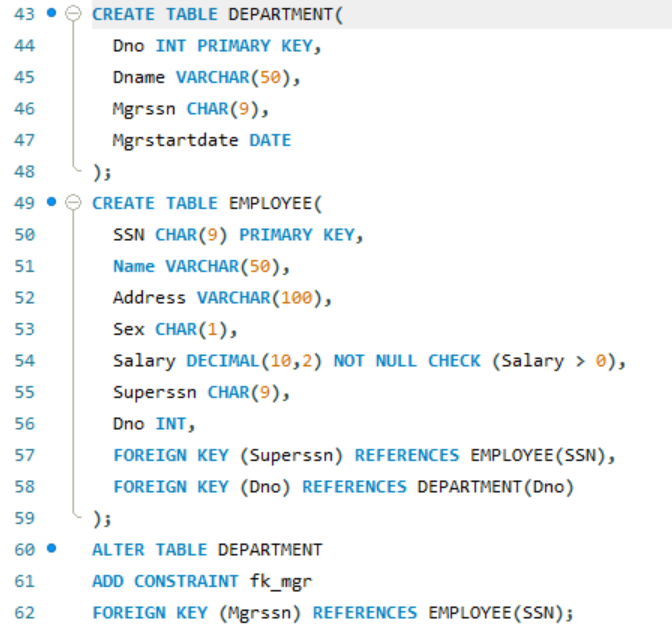 43 CREATE TABLE DEPARTMENT(
44 Dno INT PRIMARY KEY,
45 Dname VARCHAR(50),
46 Mgrssn CHAR(9),
47 Mgrstartdate DATE
48 );
49 CREATE TABLE EMPLOYEE(
50 SSN CHAR(9) PRIMARY KEY,
51 Name VARCHAR(50),
52 Address VARCHAR(100),
53 Sex CHAR(1),
54 Salary DECIMAL(10,2) NOT NULL CHECK (Salary > 0),
55 Superssn CHAR(9),
56 Dno INT,
57 FOREIGN KEY (Superssn) REFERENCES EMPLOYEE(SSN),
58 FOREIGN KEY (Dno) REFERENCES DEPARTMENT(Dno)
59 );
60 ALTER TABLE DEPARTMENT
61 ADD CONSTRAINT fk_mgr
62 FOREIGN KEY (Mgrssn) REFERENCES EMPLOYEE(SSN);